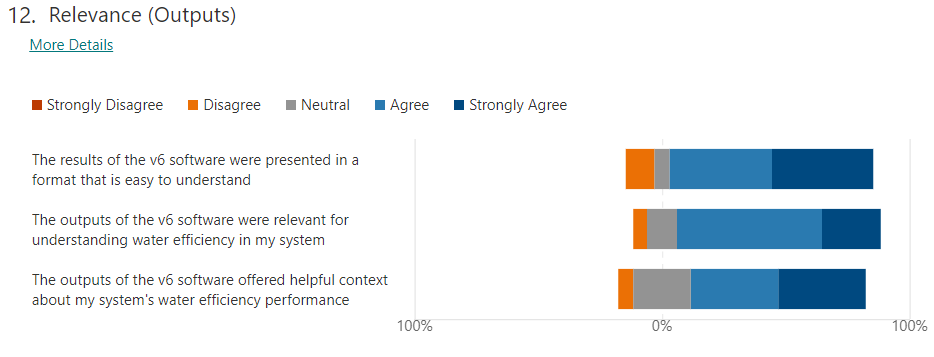 12. Relevance (Outputs)
More Details
Strongly Disagree Disagree Neutral Agree Strongly Agree
The results of the v6 software were presented in a
format that is easy to understand
The outputs of the v6 software were relevant for
understanding water efficiency in my system
The outputs of the v6 software offered helpful context
about my system's water efficiency performance
100% 0% 100%